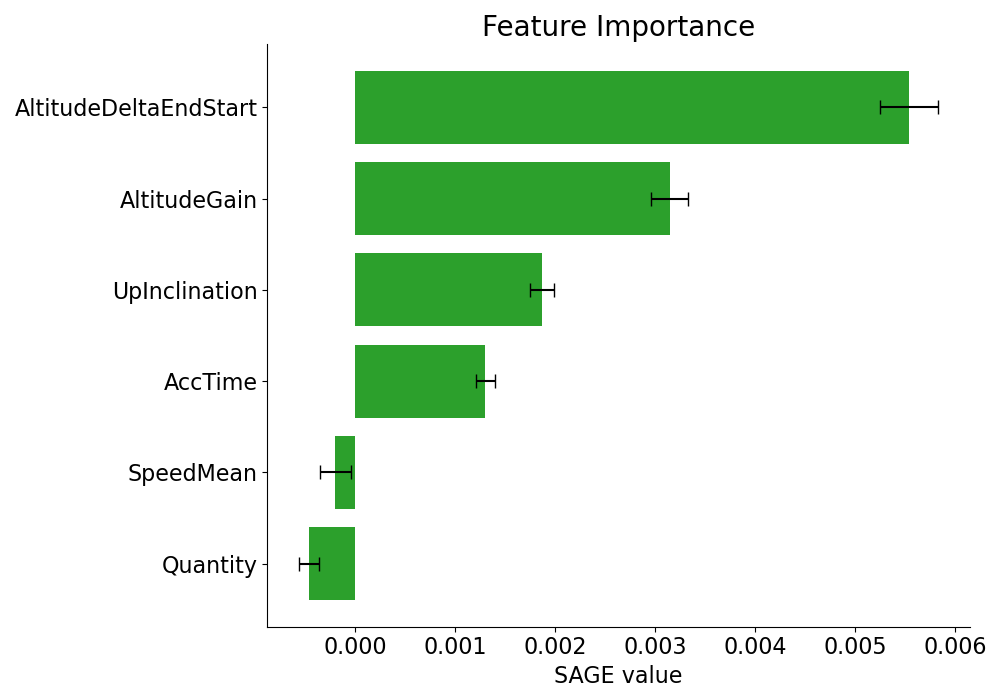 Feature Importance
AltitudeDeltaEndStart
AltitudeGain
UpInclination
AccTime
SpeedMean
Quantity
0.000 0.001 0.002 0.003 0.004 0.005 0.006
SAGE value